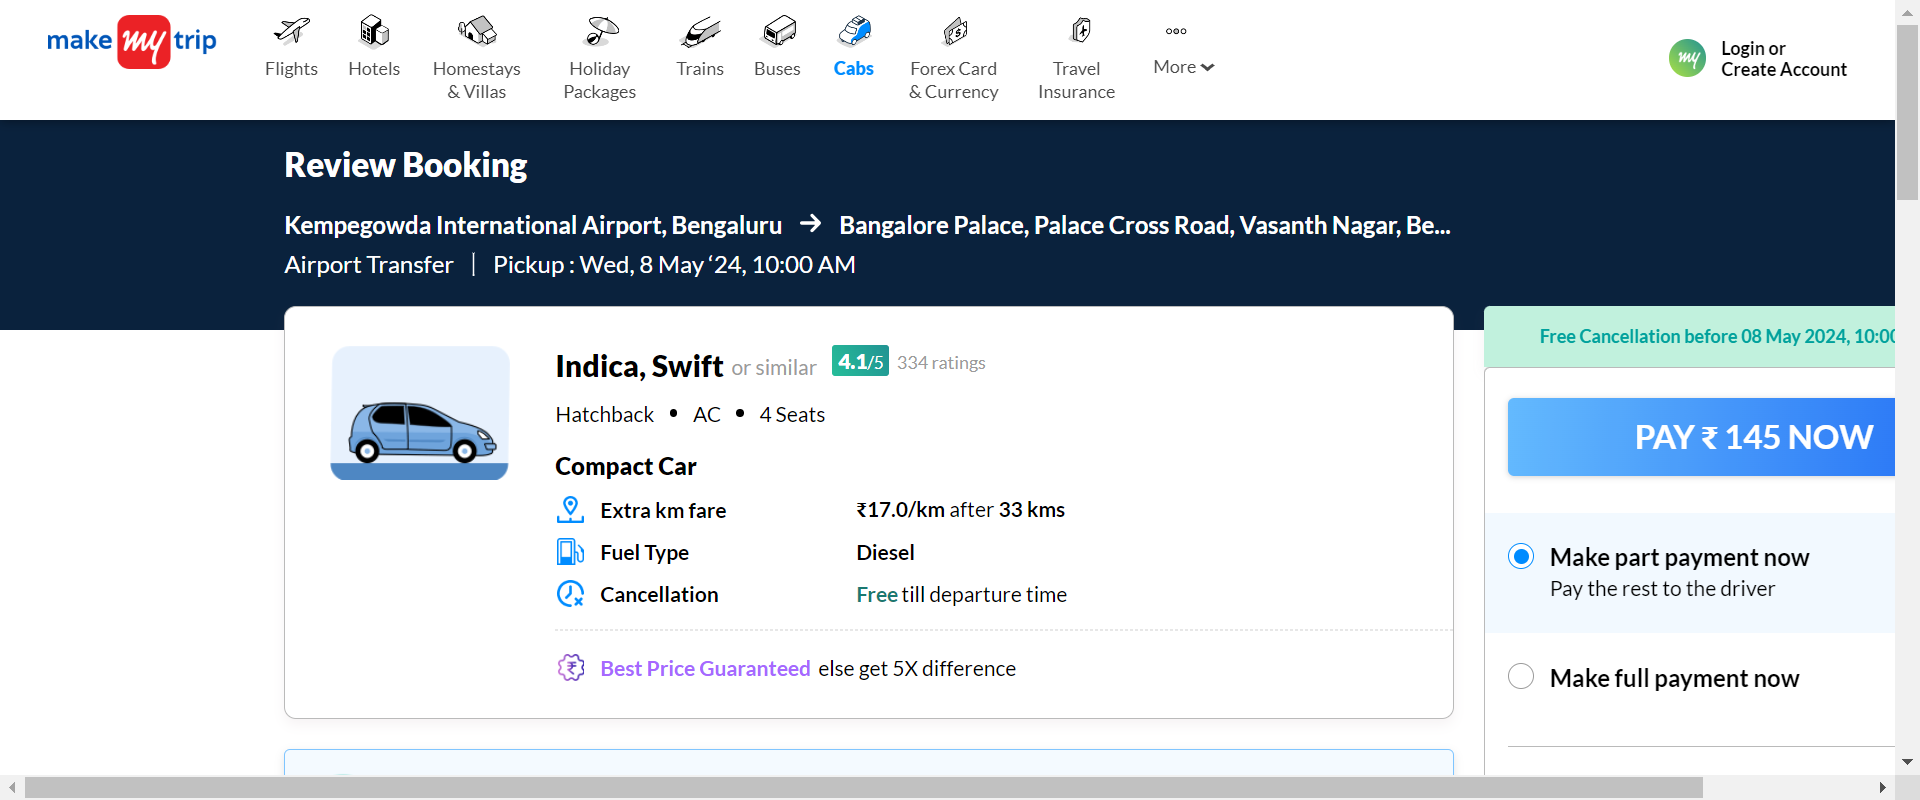 make my trip
Flights
Hotels
Homestays
& Villas
Holiday
Packages
Trains
Buses
Cabs
Forex Card
& Currency
Travel
Insurance
More
my
Login or
Create Account
Review Booking
Kempegowda International Airport, Bengaluru → Bangalore Palace, Palace Cross Road, Vasanth Nagar, Be...
Airport Transfer | Pickup : Wed, 8 May ‘24, 10:00 AM
Indica, Swift or similar 4.1/5 334 ratings
Hatchback • AC • 4 Seats
Compact Car
Extra km fare ₹17.0/km after 33 kms
Fuel Type Diesel
Cancellation Free till departure time
Best Price Guaranteed else get 5X difference
Free Cancellation before 08 May 2024, 10:00
PAY ₹ 145 NOW
Make part payment now
Pay the rest to the driver
Make full payment now